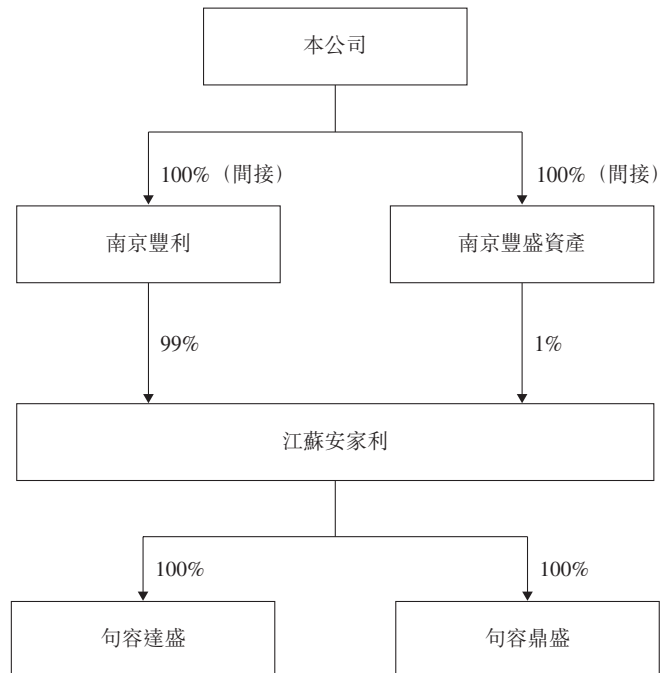 本公司
100%（間接）
100%（間接）
南京豐利
南京豐盛資產
99%
1%
江蘇安家利
100%
100%
句容達盛
句容鼎盛